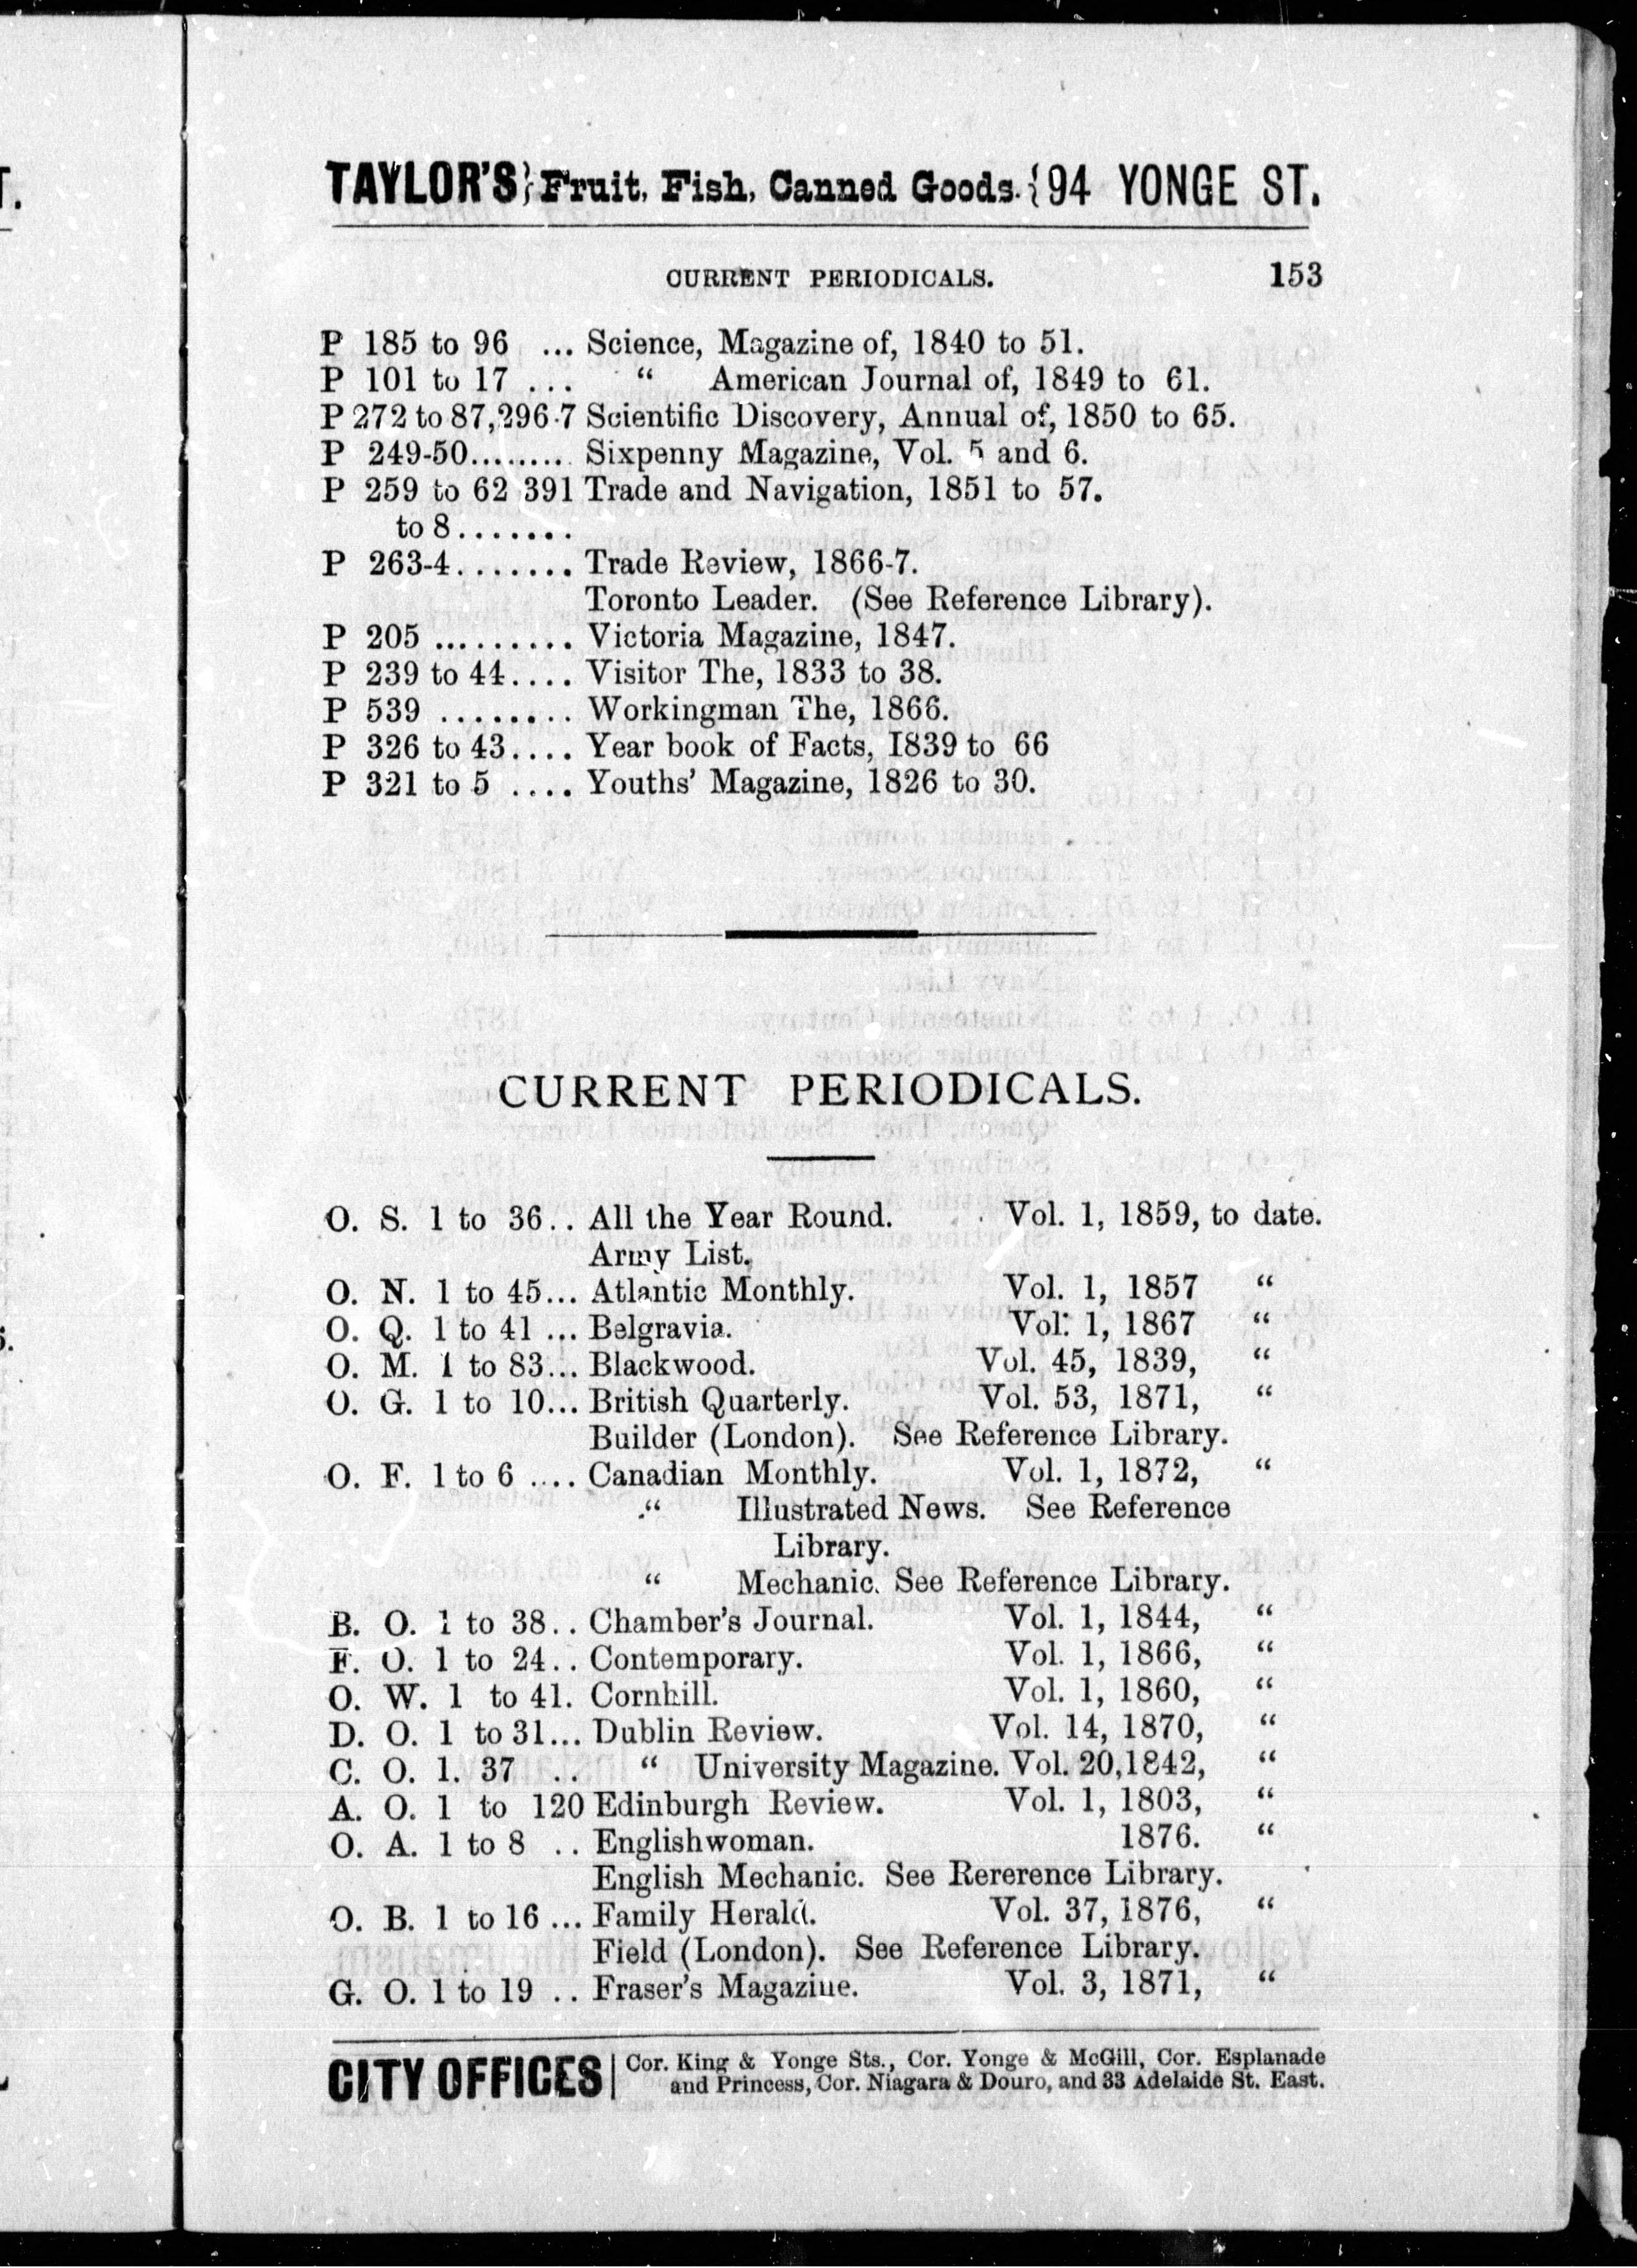 TAYLOR'S} Fruit, Fish, Canned Goods. {94 YONGE ST.
CURRENT PERIODICALS. 153
P 185 to 96 ... Science, Magazine of, 1840 to 51.
P 101 to 17 ... “ American Journal of, 1849 to 61.
P 272 to 87,296-7 Scientific Discovery, Annual of, 1850 to 65.
P 249-50......... Sixpenny Magazine, Vol. 5 and 6.
P 259 to 62 391 Trade and Navigation, 1851 to 57.
to 8.......
P 263-4....... Trade Review, 1866-7.
Toronto Leader. (See Reference Library).
P 205 ......... Victoria Magazine, 1847.
P 239 to 44.... Visitor The, 1833 to 38.
P 539 ........ Workingman The, 1866.
P 326 to 43.... Year book of Facts, 1839 to 66
P 321 to 5 .... Youths' Magazine, 1826 to 30.
CURRENT PERIODICALS.
O. S. 1 to 36.. All the Year Round. Vol. 1, 1859, to date.
Army List.
O. N. 1 to 45... Atlantic Monthly. Vol. 1, 1857 “
O. Q. 1 to 41 ... Belgravia. Vol. 1, 1867 “
O. M. 1 to 83... Blackwood. Vol. 45, 1839, “
O. G. 1 to 10... British Quarterly. Vol. 53, 1871, “
Builder (London). See Reference Library.
O. F. 1 to 6 .... Canadian Monthly. Vol. 1, 1872, “
“ Illustrated News. See Reference
Library.
“ Mechanic. See Reference Library.
B. O. 1 to 38.. Chamber's Journal. Vol. 1, 1844, “
F. O. 1 to 24.. Contemporary. Vol. 1, 1866, “
O. W. 1 to 41. Cornhill. Vol. 1, 1860, “
D. O. 1 to 31... Dublin Review. Vol. 14, 1870, “
C. O. 1. 37 .. “ University Magazine. Vol. 20,1842, “
A. O. 1 to 120 Edinburgh Review. Vol. 1, 1803, “
O. A. 1 to 8 .. Englishwoman. 1876. “
English Mechanic. See Rererence Library.
O. B. 1 to 16 ... Family Herald. Vol. 37, 1876, “
Field (London). See Reference Library.
G. O. 1 to 19 .. Fraser's Magazine. Vol. 3, 1871, “
CITY OFFICES | Cor. King & Yonge Sts., Cor. Yonge & McGill, Cor. Esplanade
and Princess, Cor. Niagara & Douro, and 33 Adelaide St. East.